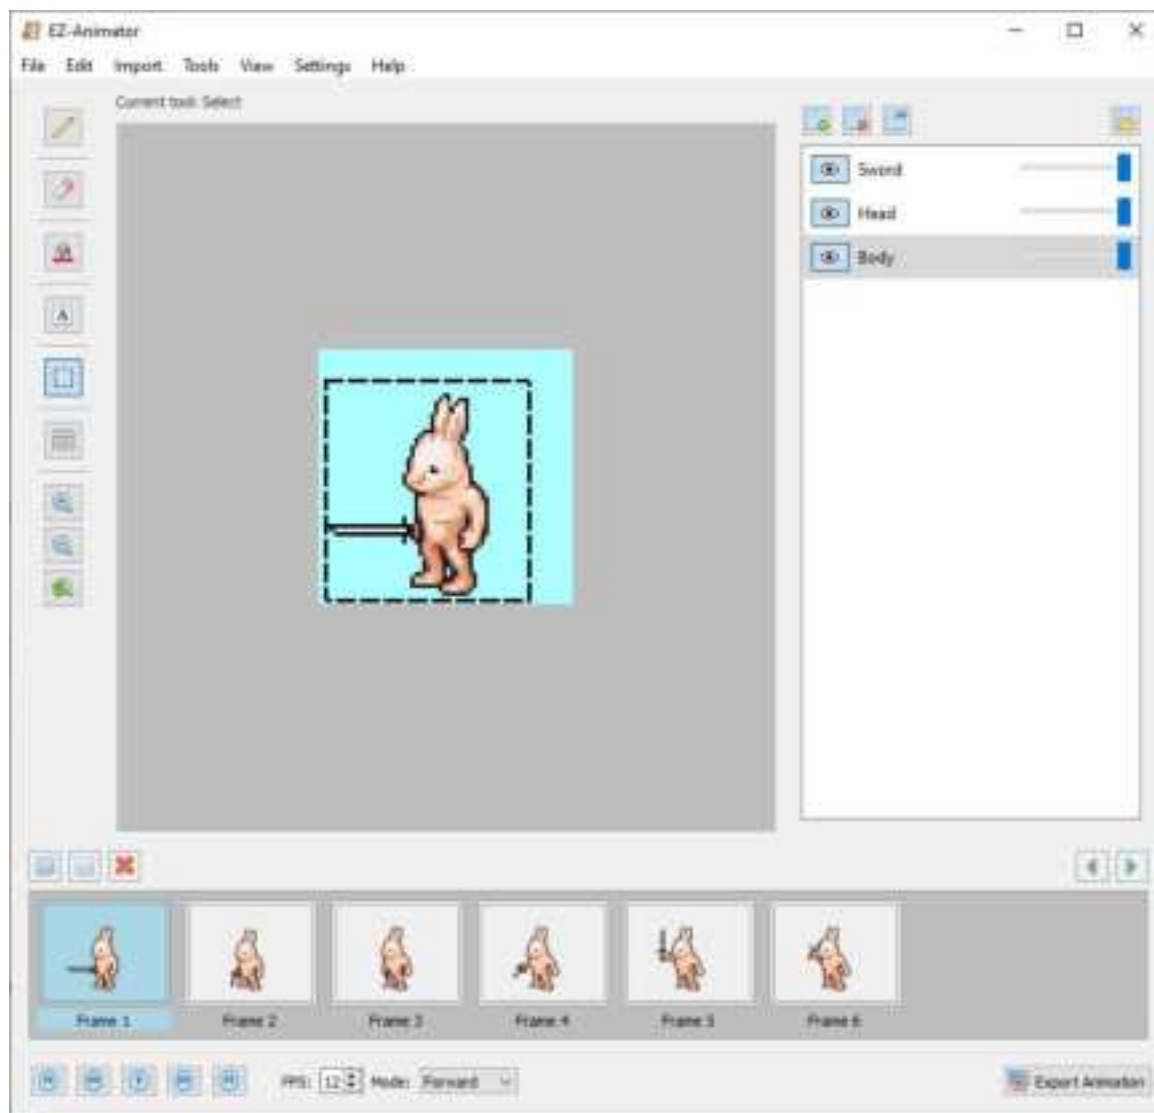 EZ-Animator
File Edit Import Tools View Settings Help
Current tool: Select
Sword
Head
Body
Frame 1 Frame 2 Frame 3 Frame 4 Frame 5 Frame 6
FPS: 12 Mode: Forward Export Animation